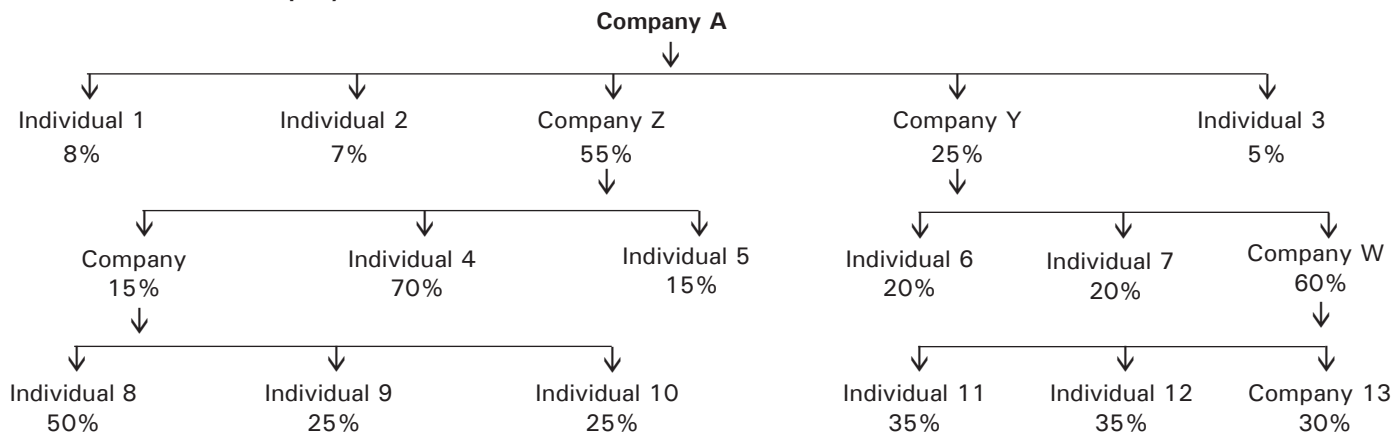 Company A
Individual 1 Individual 2 Company Z Company Y Individual 3
8% 7% 55% 25% 5%
Company Individual 4 Individual 5 Individual 6 Individual 7 Company W
15% 70% 15% 20% 20% 60%
Individual 8 Individual 9 Individual 10 Individual 11 Individual 12 Company 13
50% 25% 25% 35% 35% 30%